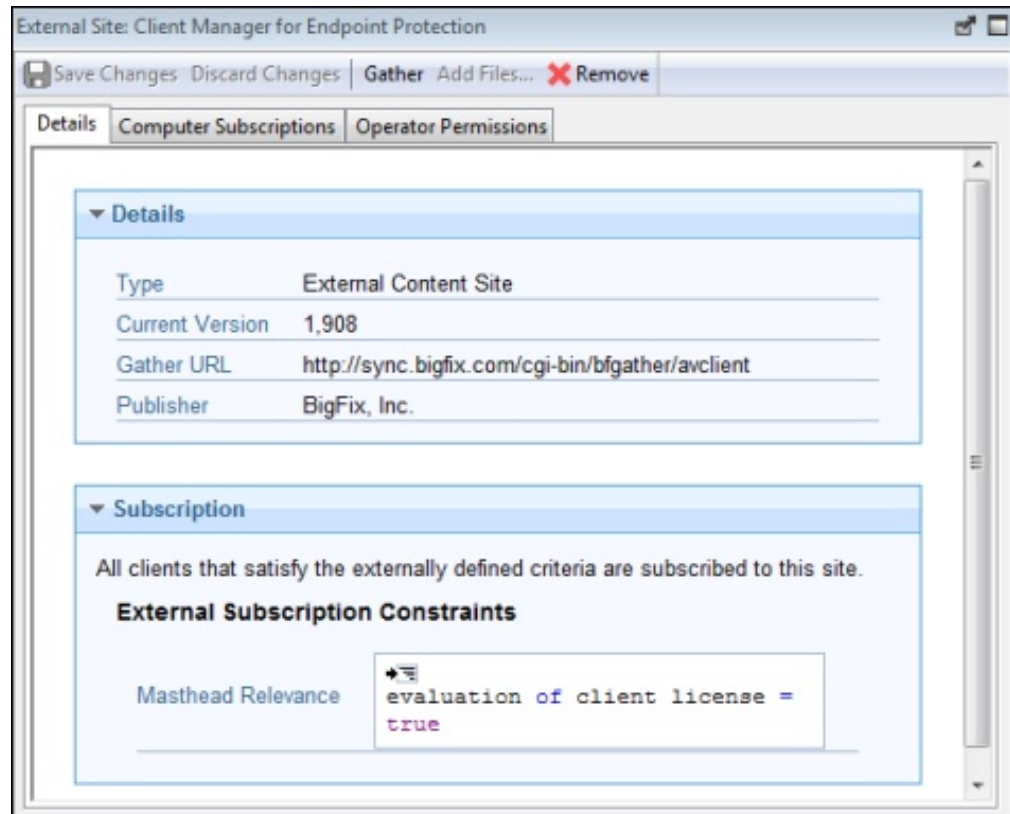 External Site: Client Manager for Endpoint Protection
Save Changes Discard Changes Gather Add Files... Remove
Details Computer Subscriptions Operator Permissions
Details
Type External Content Site
Current Version 1,908
Gather URL http://sync.bigfix.com/cgi-bin/bfgather/avclient
Publisher BigFix, Inc.
Subscription
All clients that satisfy the externally defined criteria are subscribed to this site.
External Subscription Constraints
Masthead Relevance evaluation of client license =
true